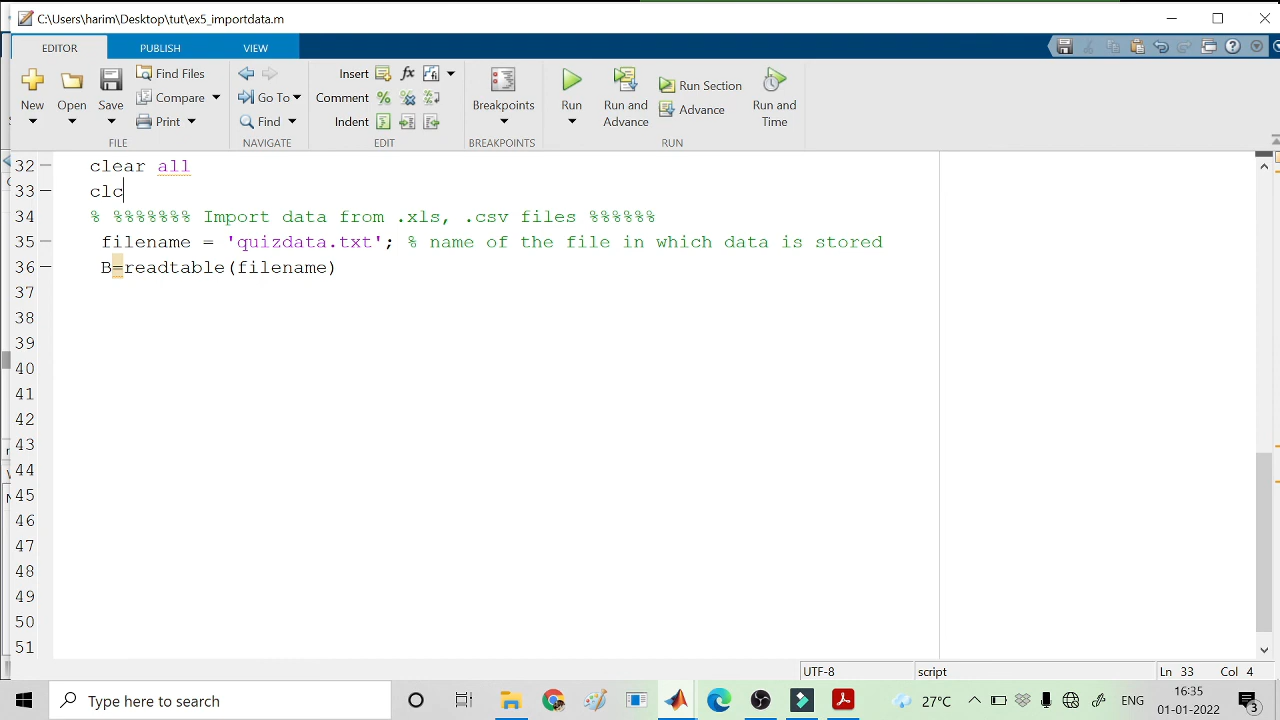 C:\Users\harim\Desktop\tut\ex5_importdata.m
EDITOR PUBLISH VIEW
New Open Save Find Files Compare Print
FILE
Go To Find
NAVIGATE
Insert fx
Comment
Indent
EDIT
Breakpoints
BREAKPOINTS
Run Run and Advance Run Section Advance Run and Time
RUN
32 clear all
33 clc
34 % %%%%%%% Import data from .xls, .csv files %%%%%%
35 filename = 'quizdata.txt'; % name of the file in which data is stored
36 B=readtable(filename)
37
38
39
40
41
42
43
44
45
46
47
48
49
50
51
UTF-8 script Ln 33 Col 4
Type here to search 27°C ENG 16:35
01-01-2022 3